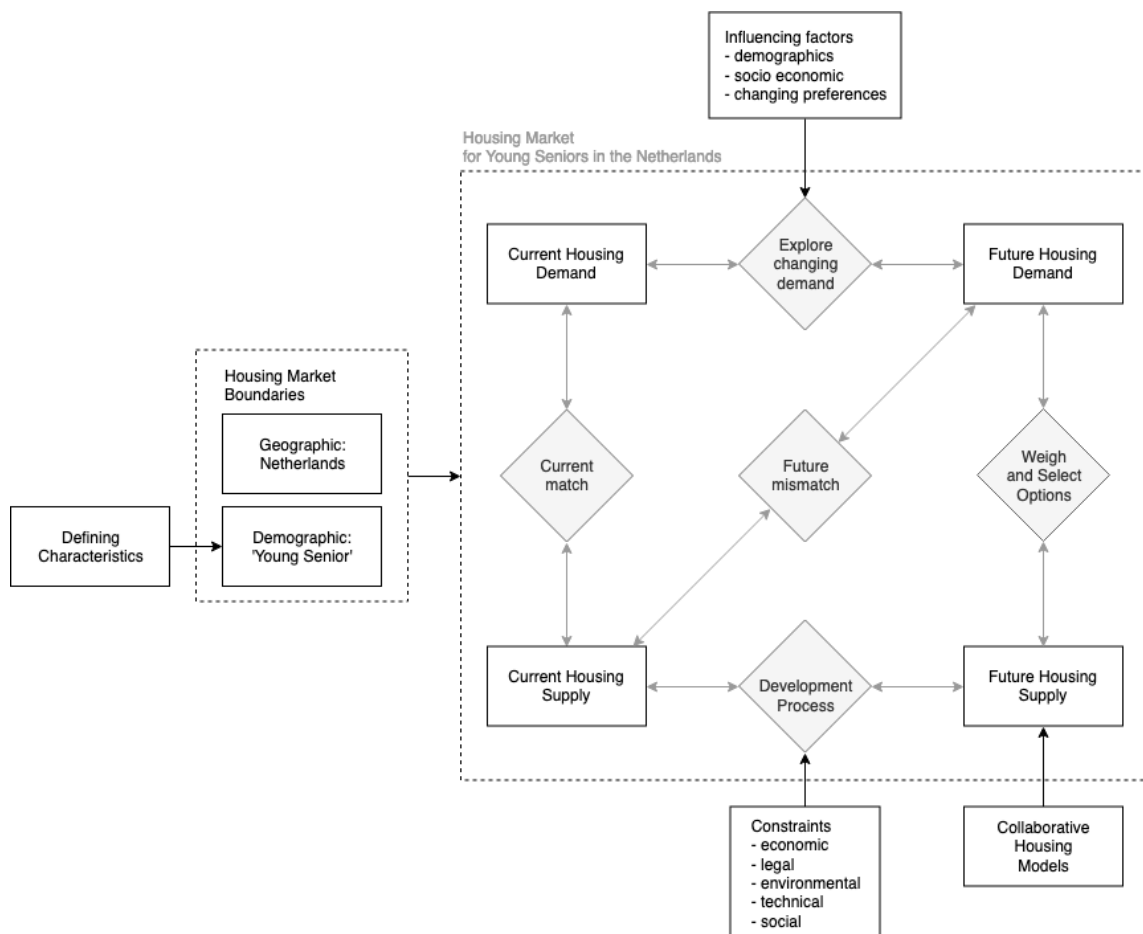 Influencing factors
- demographics
- socio economic
- changing preferences
Housing Market
for Young Seniors in the Netherlands
Current Housing
Demand
Explore
changing
demand
Future Housing
Demand
Housing Market
Boundaries
Geographic:
Netherlands
Demographic:
'Young Senior'
Defining
Characteristics
Current
match
Future
mismatch
Weigh
and Select
Options
Current Housing
Supply
Development
Process
Future Housing
Supply
Constraints
- economic
- legal
- environmental
- technical
- social
Collaborative
Housing
Models